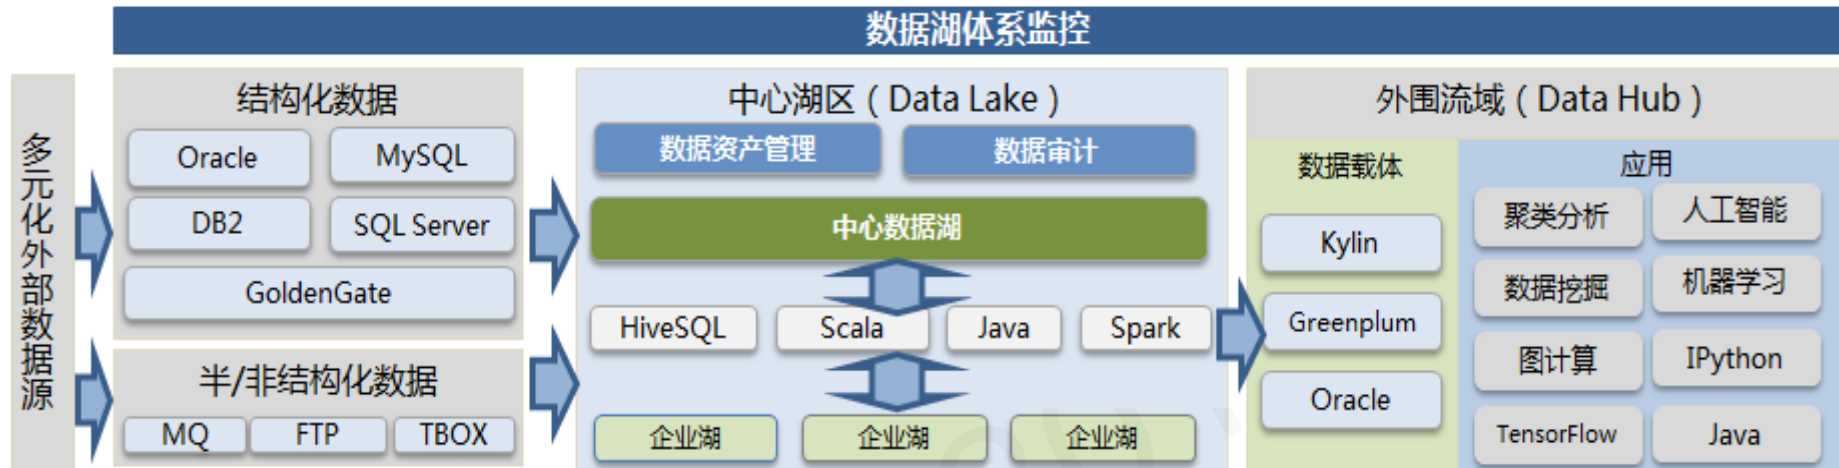 数据湖体系监控
多元化外部数据源
结构化数据
Oracle
MySQL
DB2
SQL Server
GoldenGate
半/非结构化数据
MQ
FTP
TBOX
中心湖区（Data Lake）
数据资产管理
数据审计
中心数据湖
HiveSQL
Scala
Java
Spark
企业湖
企业湖
企业湖
外围流域（Data Hub）
数据载体
Kylin
Greenplum
Oracle
应用
聚类分析
人工智能
数据挖掘
机器学习
图计算
IPython
TensorFlow
Java